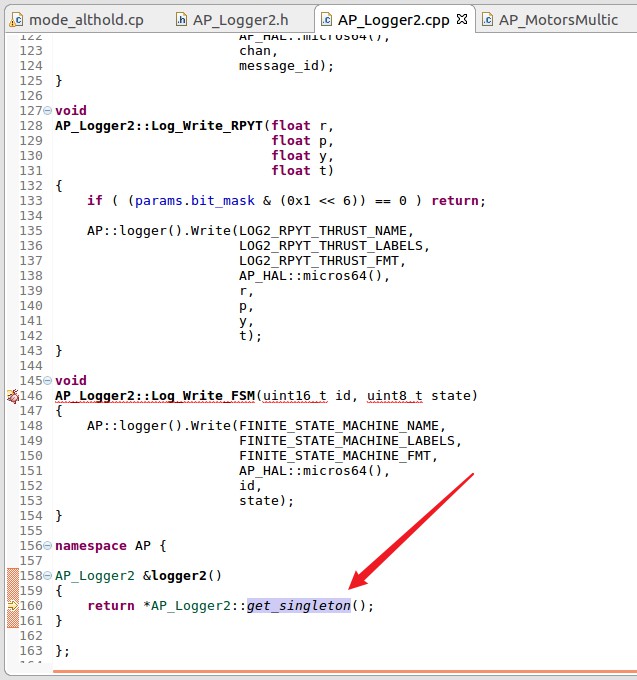 mode_althold.cp AP_Logger2.h AP_Logger2.cpp AP_MotorsMultic
122 AP_HAL::micros64(),
123 chan,
124 message_id);
125 }
126
127 void
128 AP_Logger2::Log_Write_RPYT(float r,
129 float p,
130 float y,
131 float t)
132 {
133 if ( (params.bit_mask & (0x1 << 6)) == 0 ) return;
134
135 AP::logger().Write(LOG2_RPYT_THRUST_NAME,
136 LOG2_RPYT_THRUST_LABELS,
137 LOG2_RPYT_THRUST_FMT,
138 AP_HAL::micros64(),
139 r,
140 p,
141 y,
142 t);
143 }
144
145 void
146 AP_Logger2::Log_Write_FSM(uint16_t id, uint8_t state)
147 {
148 AP::logger().Write(FINITE_STATE_MACHINE_NAME,
149 FINITE_STATE_MACHINE_LABELS,
150 FINITE_STATE_MACHINE_FMT,
151 AP_HAL::micros64(),
152 id,
153 state);
154 }
155
156 namespace AP {
157
158 AP_Logger2 &logger2()
159 {
160 return *AP_Logger2::get_singleton();
161 }
162
163 };